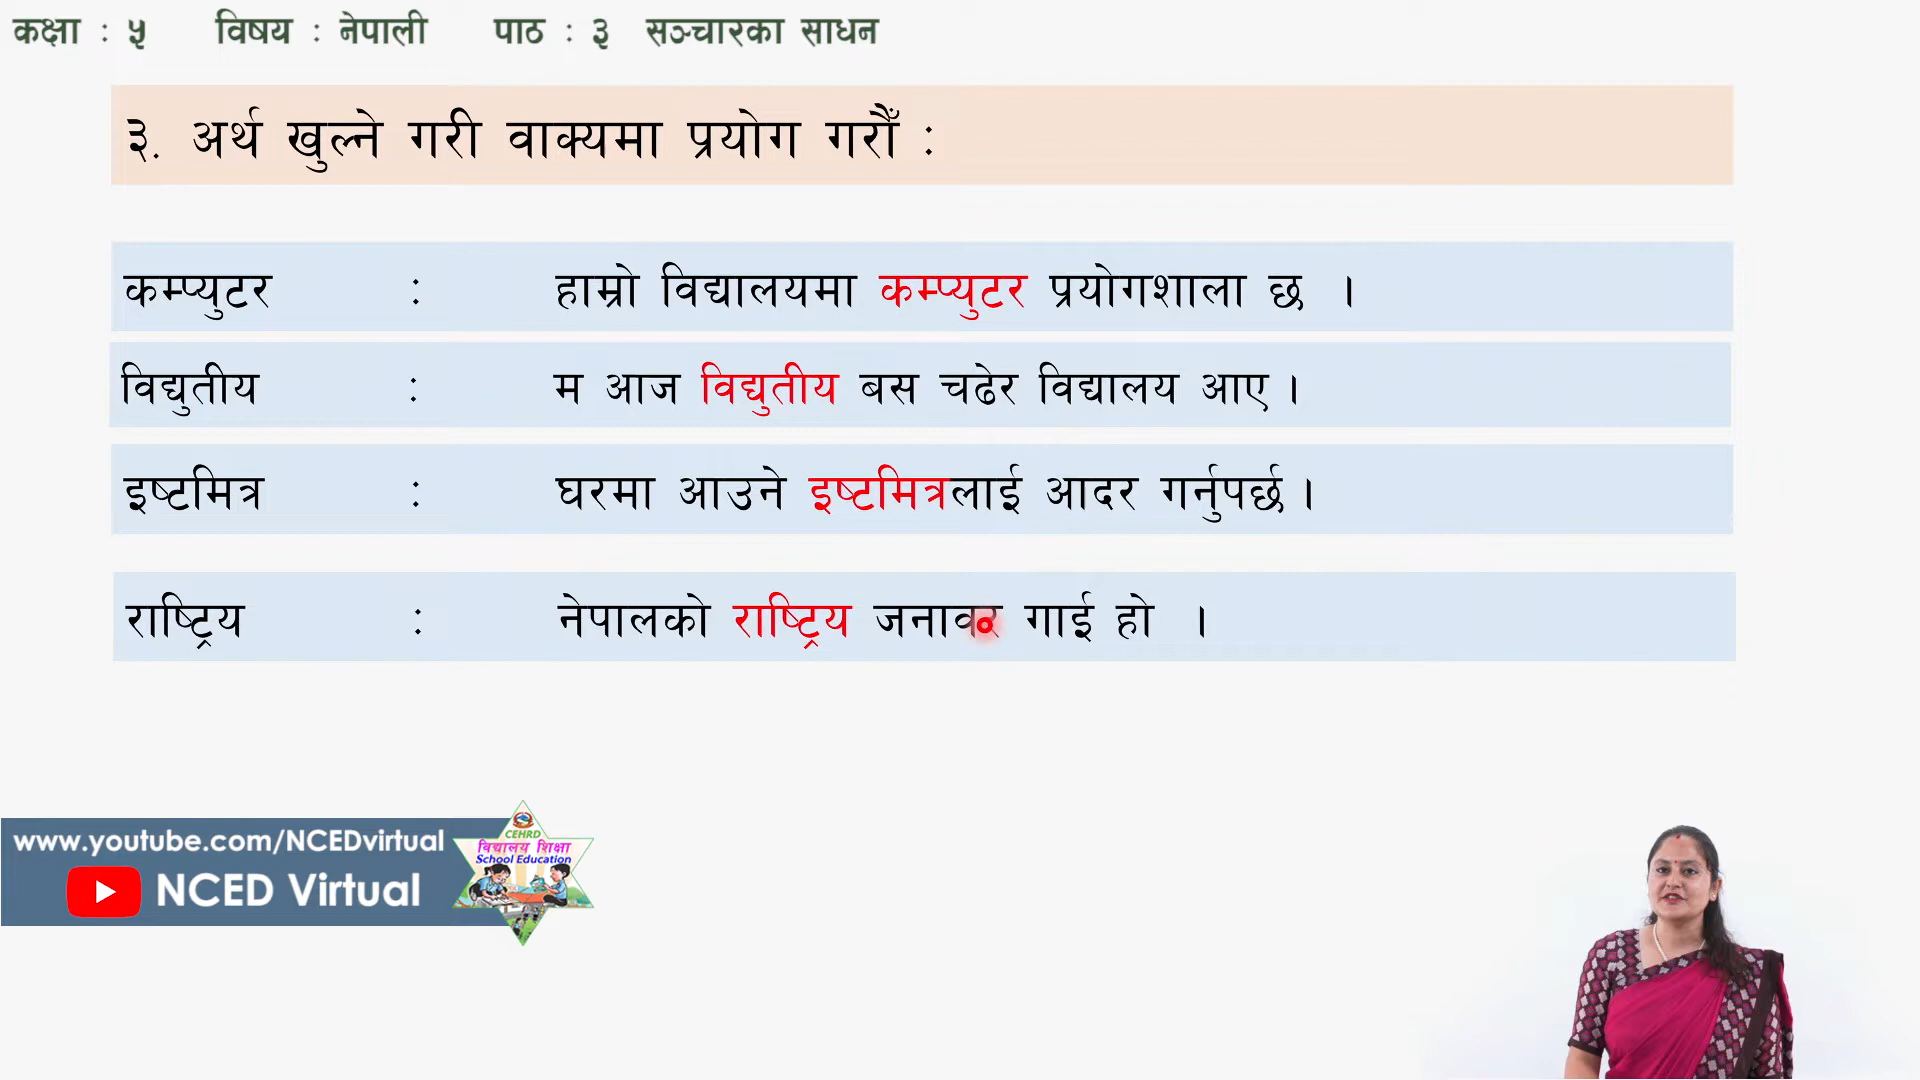 कक्षा : ५ विषय : नेपाली पाठ : ३ सञ्चारका साधन
३. अर्थ खुल्ने गरी वाक्यमा प्रयोग गरौँ :
कम्प्युटर : हाम्रो विद्यालयमा कम्प्युटर प्रयोगशाला छ ।
विद्युतीय : म आज विद्युतीय बस चढेर विद्यालय आए ।
इष्टमित्र : घरमा आउने इष्टमित्रलाई आदर गर्नुपर्छ ।
राष्ट्रिय : नेपालको राष्ट्रिय जनावर गाई हो ।
www.youtube.com/NCEDvirtual
NCED Virtual
CEHRD
विद्यालय शिक्षा
School Education